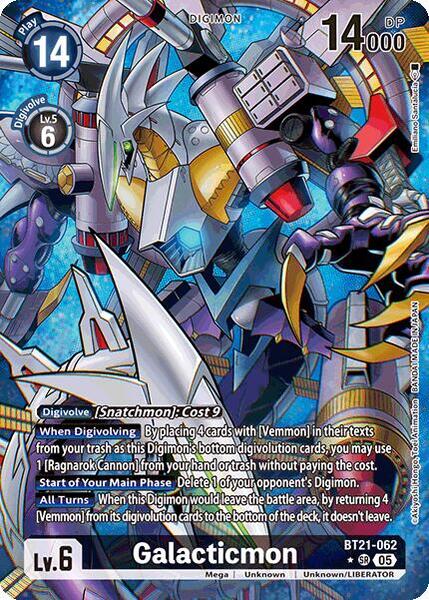 Play
14
DIGIMON
14000
DP
Digivolve
Lv.5
6
Emiliano Santalucia
Digivolve [Snatchmon]: Cost 9
When Digivolving By placing 4 cards with [Vemmon] in their texts
from your trash as this Digimon's bottom digivolution cards, you may use
1 [Ragnarok Cannon] from your hand or trash without paying the cost.
Start of Your Main Phase Delete 1 of your opponent's Digimon.
All Turns When this Digimon would leave the battle area, by returning 4
[Vemmon] from its digivolution cards to the bottom of the deck, it doesn't leave.
©Akiyoshi Hongo, Toei Animation BANDAI MADE IN JAPAN
Lv.6
Galacticmon
BT21-062
★ SR 05
Mega Unknown Unknown/LIBERATOR